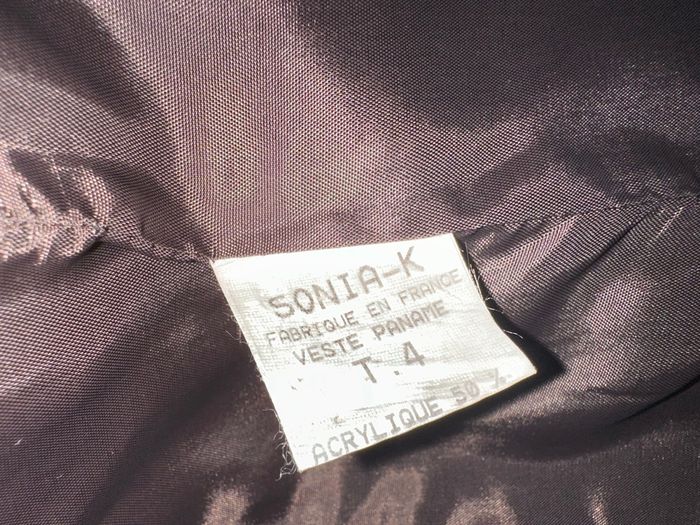 SONIA-K
FABRIQUE EN FRANCE
VESTE PANAME
T.4
ACRYLIQUE 50 %